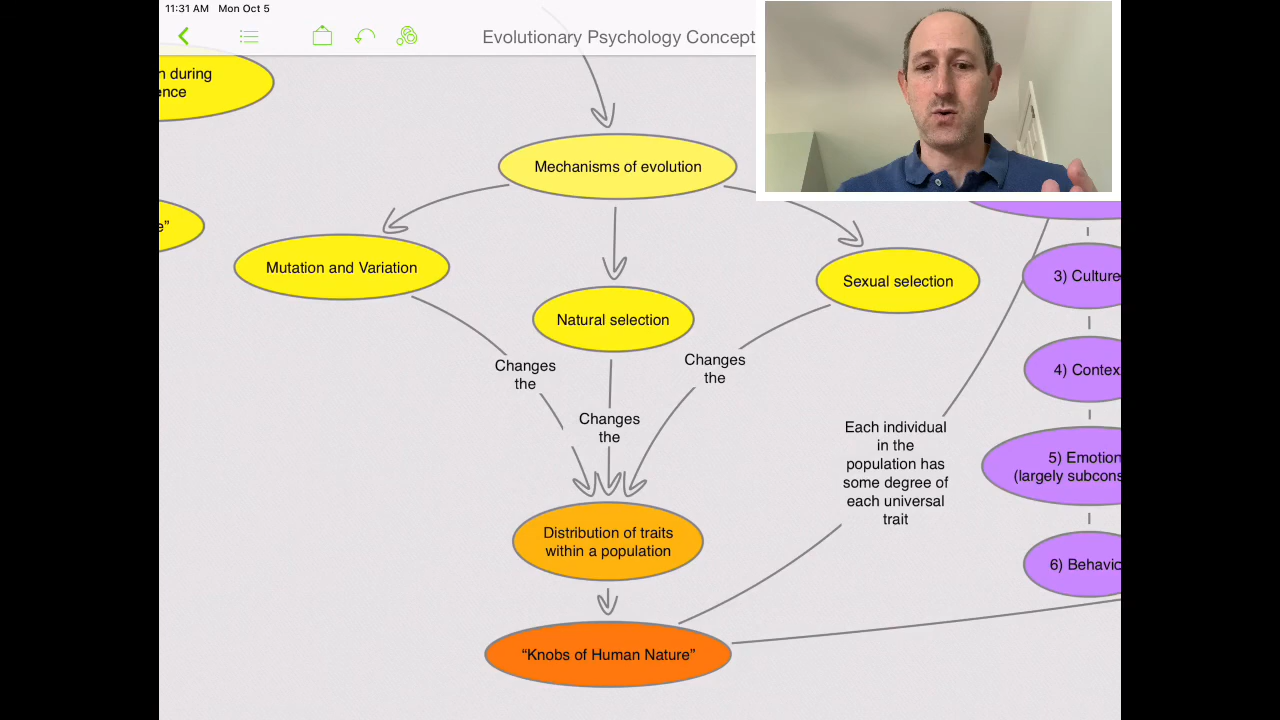 11:31 AM Mon Oct 5
Evolutionary Psychology Concept
n during
ence
Mechanisms of evolution
e”
Mutation and Variation
Natural selection
Sexual selection
3) Culture
Changes
the
Changes
the
Changes
the
4) Contex
Each individual
in the
population has
some degree of
each universal
trait
5) Emotion
(largely subcons
Distribution of traits
within a population
6) Behavio
“Knobs of Human Nature”